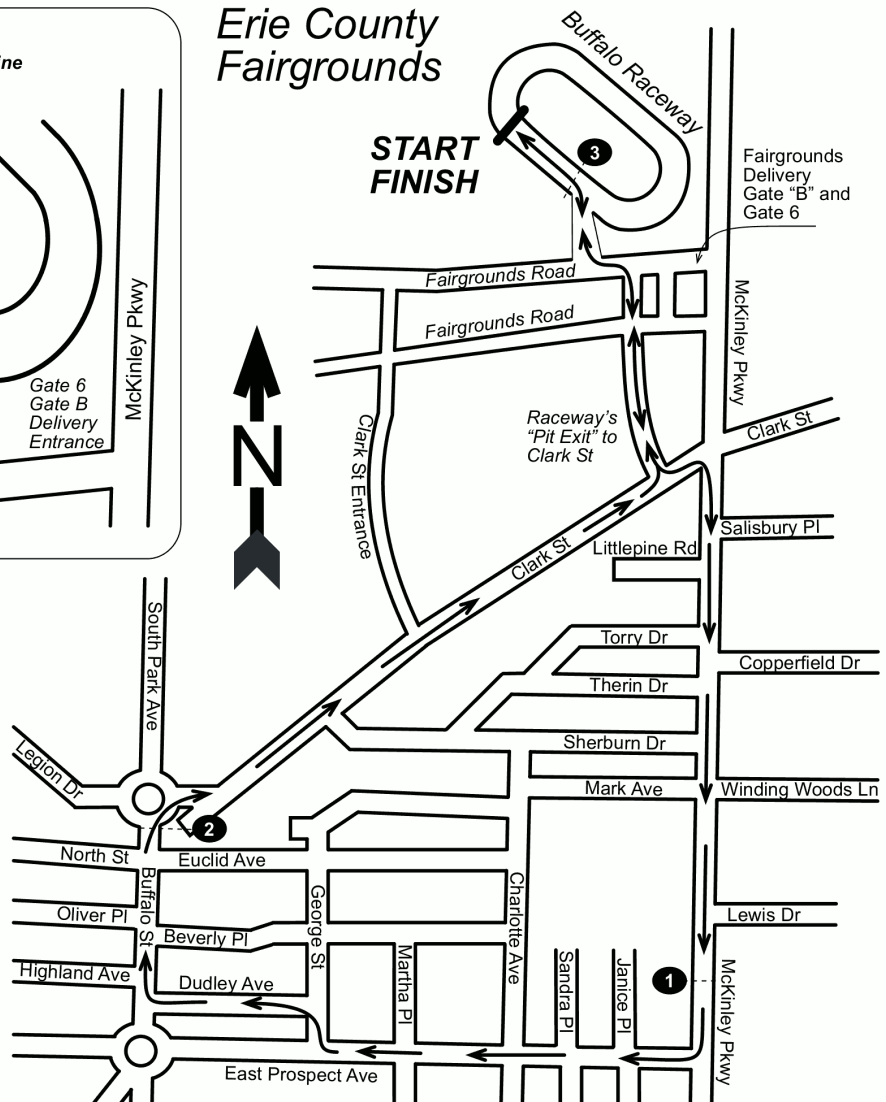 Erie County
Fairgrounds
Buffalo Raceway
START
FINISH
3
Fairgrounds
Delivery
Gate “B” and
Gate 6
ne
McKinley Pkwy
Gate 6
Gate B
Delivery
Entrance
Fairgrounds Road
Fairgrounds Road
McKinley Pkwy
N
Clark St Entrance
Raceway’s
“Pit Exit” to
Clark St
Clark St
Clark St
Salisbury Pl
Littlepine Rd
South Park Ave
Torry Dr
Copperfield Dr
Therin Dr
Legion Dr
Sherburn Dr
Mark Ave
Winding Woods Ln
2
North St
Euclid Ave
Buffalo St
George St
Charlotte Ave
Oliver Pl
Beverly Pl
Lewis Dr
Highland Ave
Dudley Ave
Martha Pl
Sandra Pl
Janice Pl
1
McKinley Pkwy
East Prospect Ave